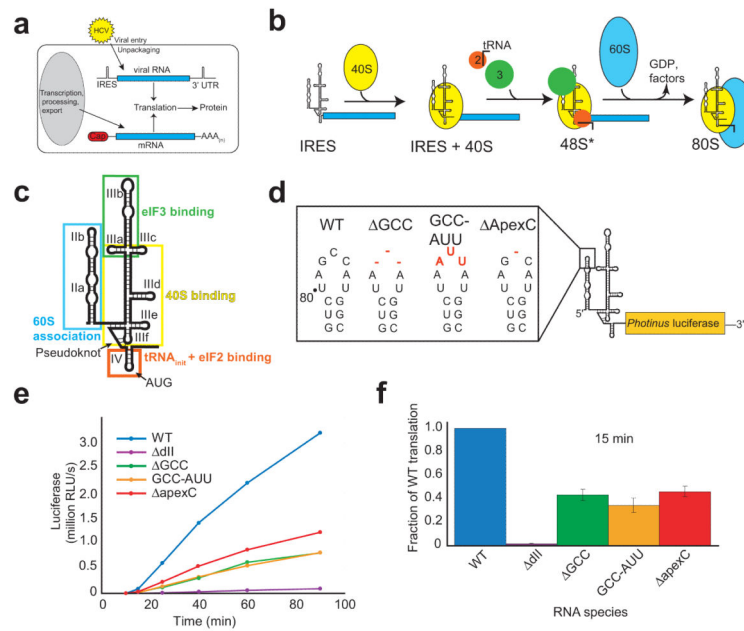 a
HCV
Viral entry
Unpackaging
viral RNA
IRES
3' UTR
Transcription,
processing,
export
Translation
Protein
Cap
mRNA
AAA(n)
b
40S
tRNA
2
3
60S
GDP,
factors
IRES
IRES + 40S
48S*
80S
c
IIIb
eIF3 binding
IIb
IIIa
IIIc
IIa
IIId
40S binding
IIIe
60S
association
IIIf
Pseudoknot
IV
tRNAinit + eIF2 binding
AUG
d
WT
ΔGCC
GCC-
AUU
ΔApexC
G C C
U A
A A
80
C G
U G
G C
- - -
U A
A A
C G
U G
G C
A U U
U A
A A
C G
U G
G C
-
G C
U A
A A
C G
U G
G C
5'
Photinus luciferase
3'
e
Luciferase
(million RLU/s)
3.0
2.5
2.0
1.5
1.0
0.5
0
WT
ΔdII
ΔGCC
GCC-AUU
ΔapexC
0 20 40 60 80 100
Time (min)
f
Fraction of WT translation
1.0
0.8
0.6
0.4
0.2
0
15 min
WT
ΔdII
ΔGCC
GCC-AUU
ΔapexC
RNA species